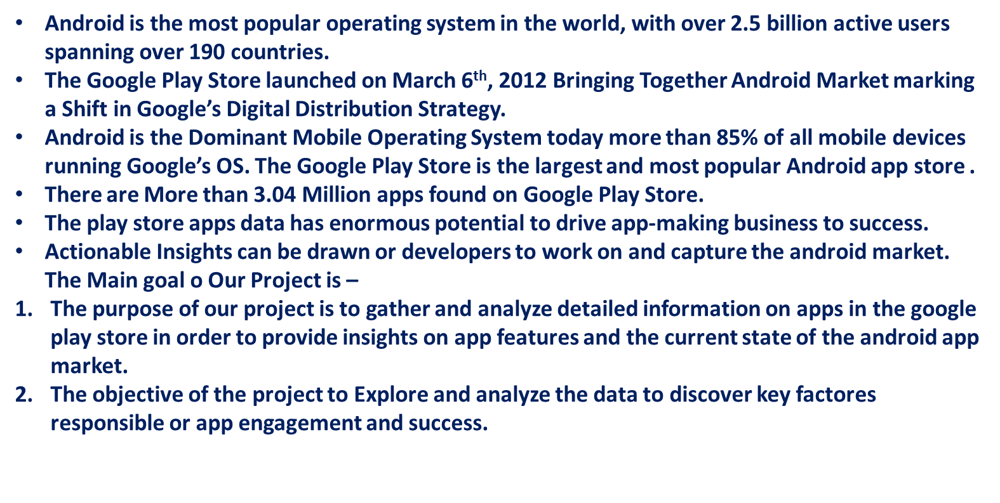 • Android is the most popular operating system in the world, with over 2.5 billion active users
spanning over 190 countries.
• The Google Play Store launched on March 6th, 2012 Bringing Together Android Market marking
a Shift in Google’s Digital Distribution Strategy.
• Android is the Dominant Mobile Operating System today more than 85% of all mobile devices
running Google’s OS. The Google Play Store is the largest and most popular Android app store .
• There are More than 3.04 Million apps found on Google Play Store.
• The play store apps data has enormous potential to drive app-making business to success.
• Actionable Insights can be drawn or developers to work on and capture the android market.
The Main goal o Our Project is –
1. The purpose of our project is to gather and analyze detailed information on apps in the google
play store in order to provide insights on app features and the current state of the android app
market.
2. The objective of the project to Explore and analyze the data to discover key factores
responsible or app engagement and success.